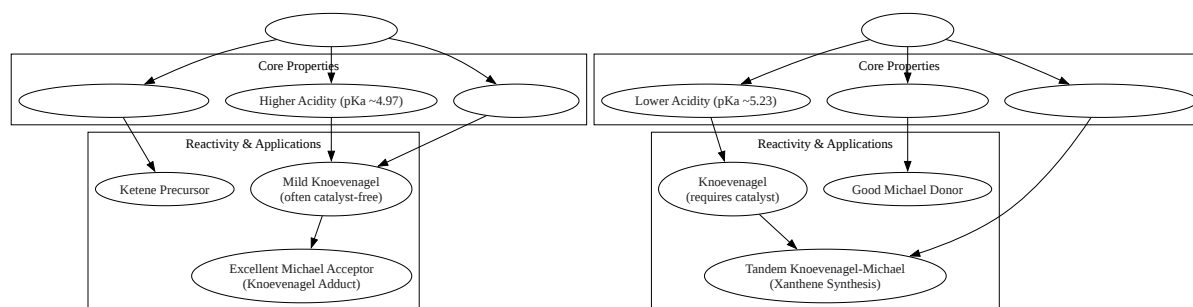 Core Properties
Higher Acidity (pKa ~4.97)
Reactivity & Applications
Ketene Precursor
Mild Knoevenagel
(often catalyst-free)
Excellent Michael Acceptor
(Knoevenagel Adduct)
Core Properties
Lower Acidity (pKa ~5.23)
Reactivity & Applications
Knoevenagel
(requires catalyst)
Good Michael Donor
Tandem Knoevenagel-Michael
(Xanthene Synthesis)